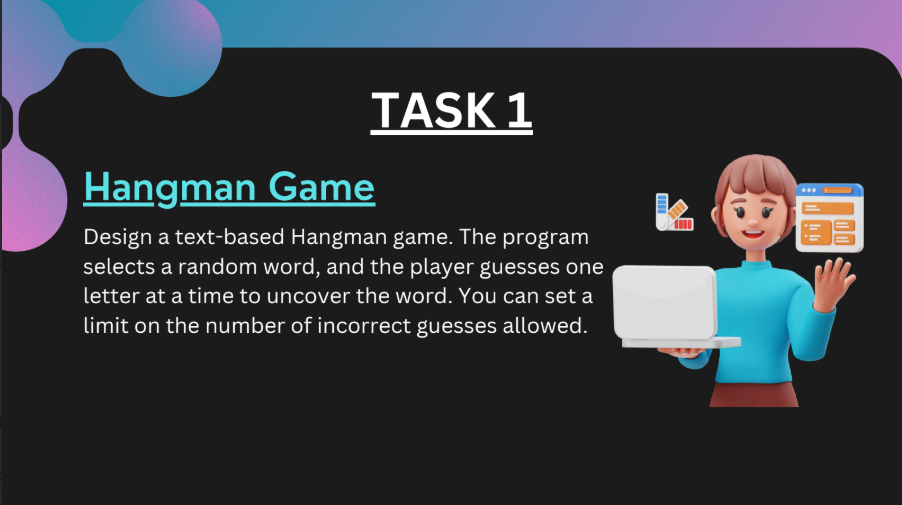 TASK 1
Hangman Game
Design a text-based Hangman game. The program
selects a random word, and the player guesses one
letter at a time to uncover the word. You can set a
limit on the number of incorrect guesses allowed.